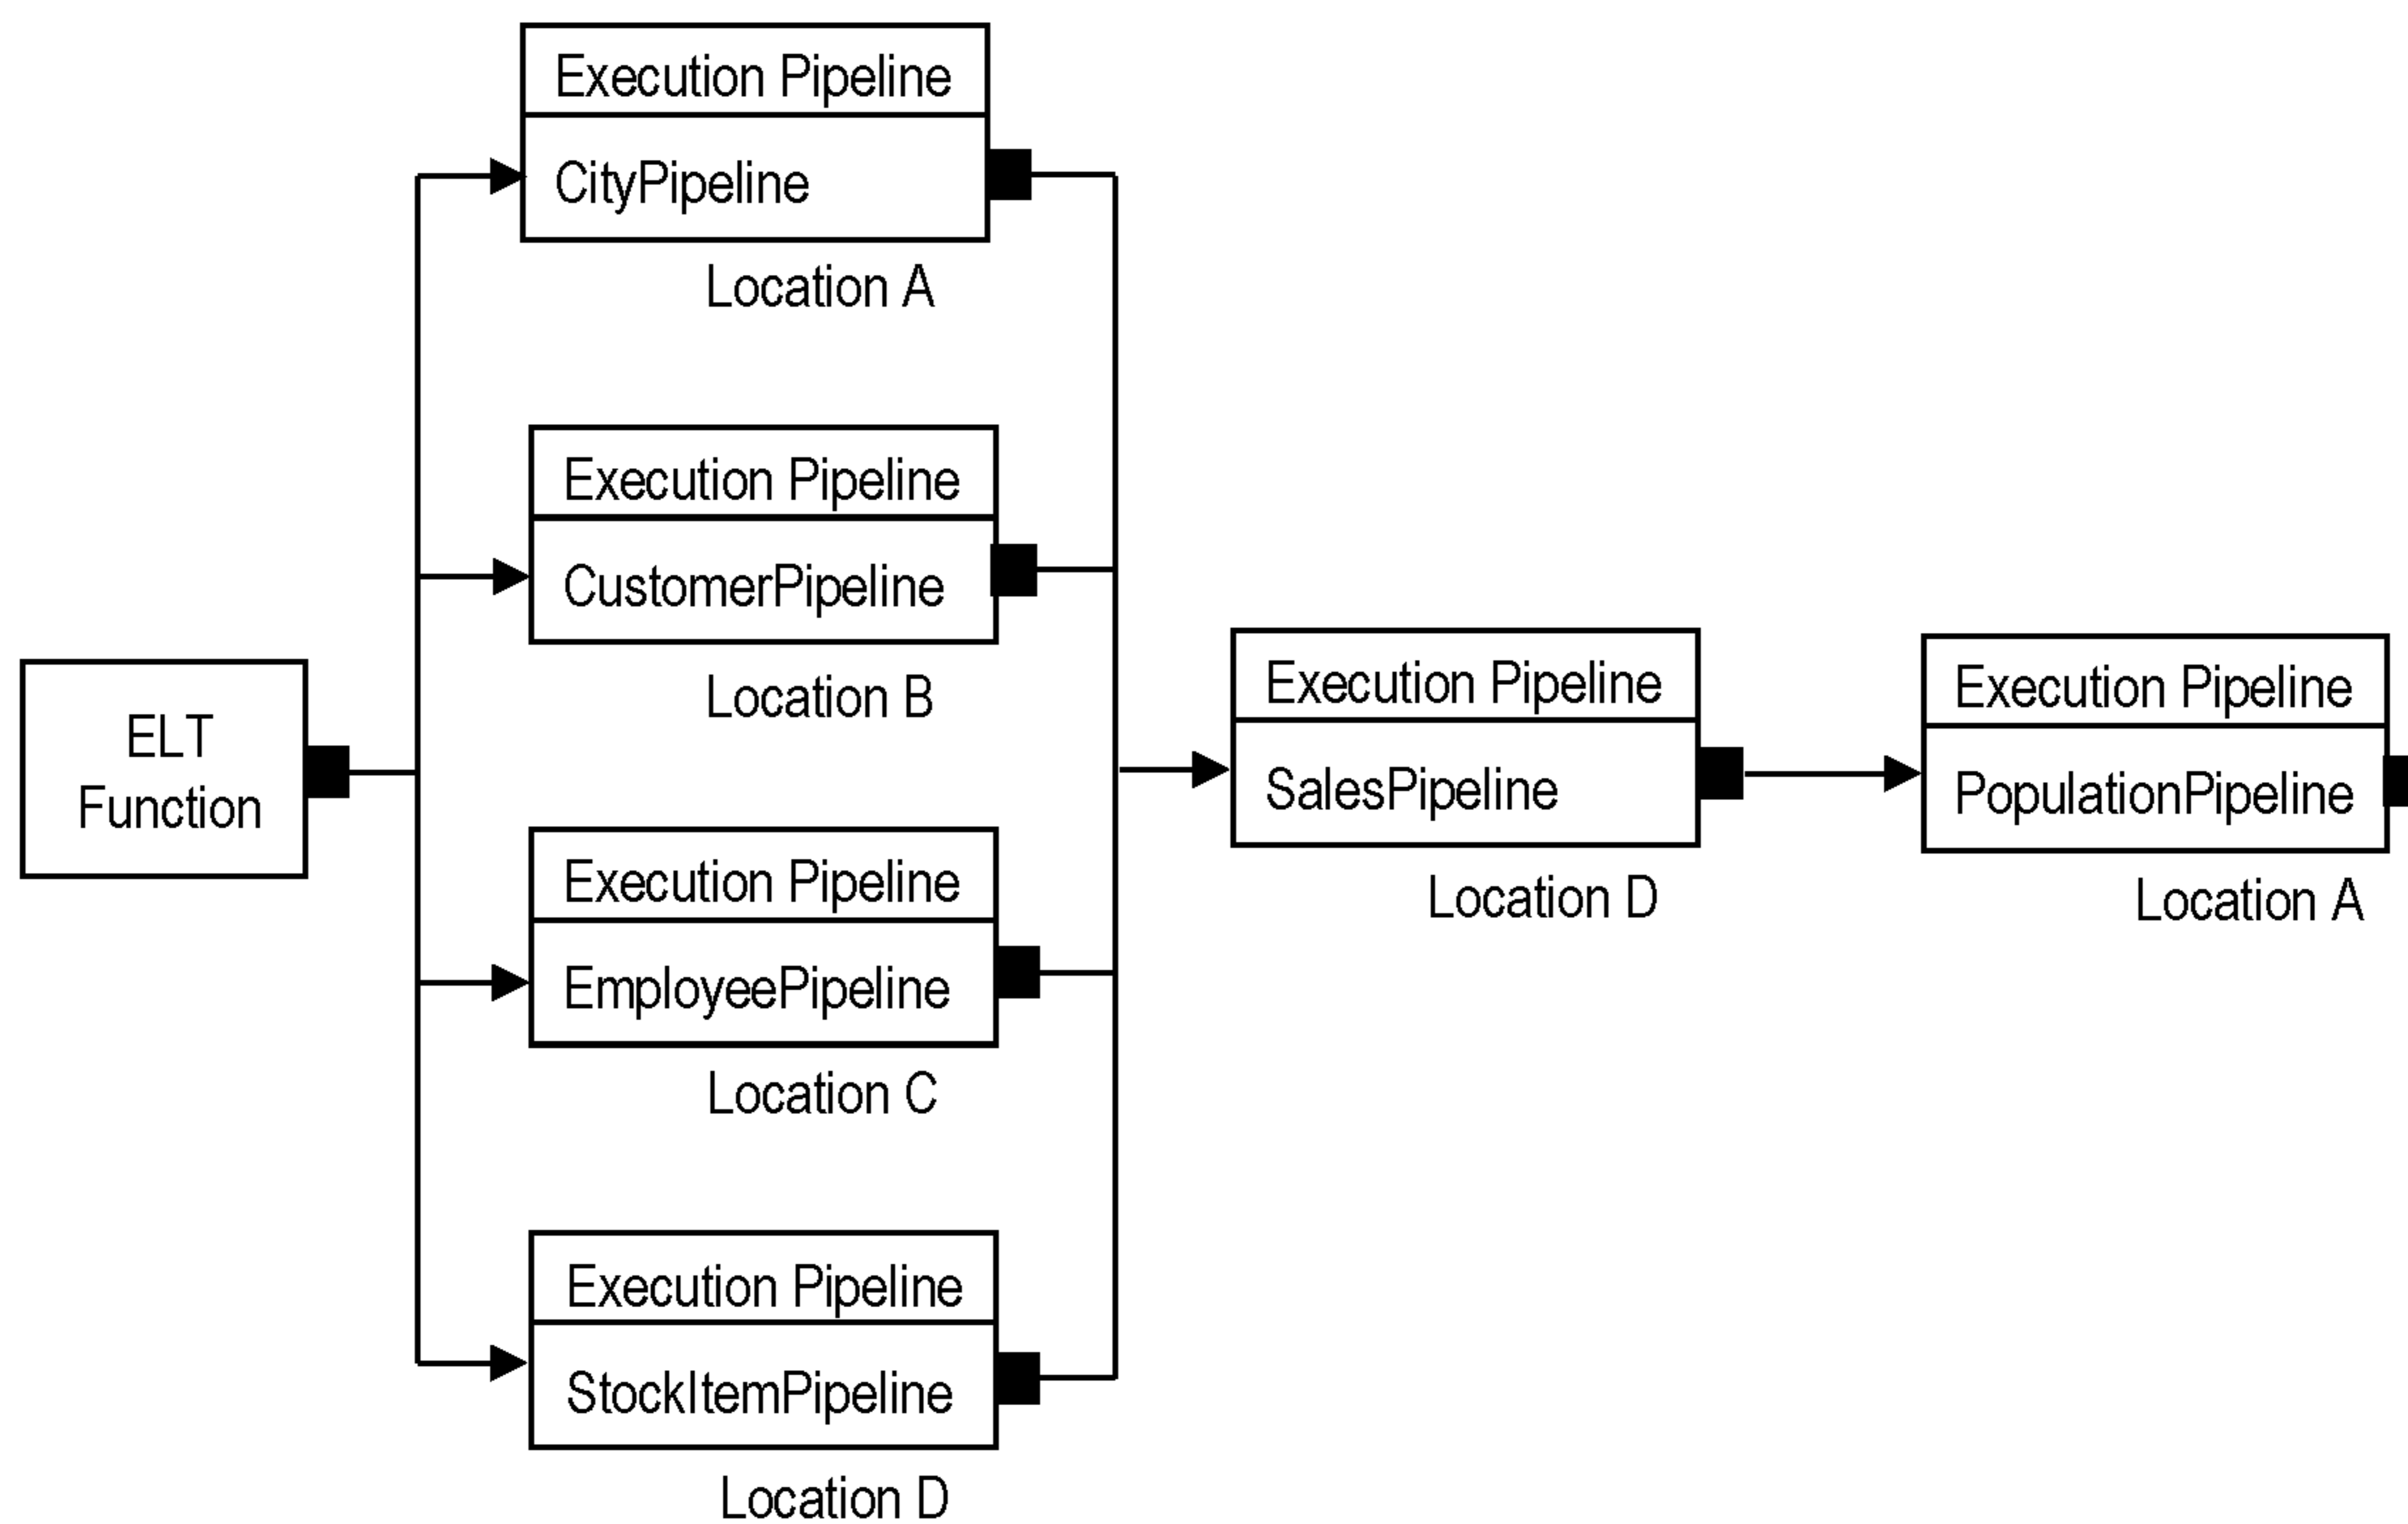 Execution Pipeline
CityPipeline
Location A
Execution Pipeline
CustomerPipeline
Location B
ELT
Function
Execution Pipeline
EmployeePipeline
Location C
Execution Pipeline
StockItemPipeline
Location D
Execution Pipeline
SalesPipeline
Location D
Execution Pipeline
PopulationPipeline
Location A